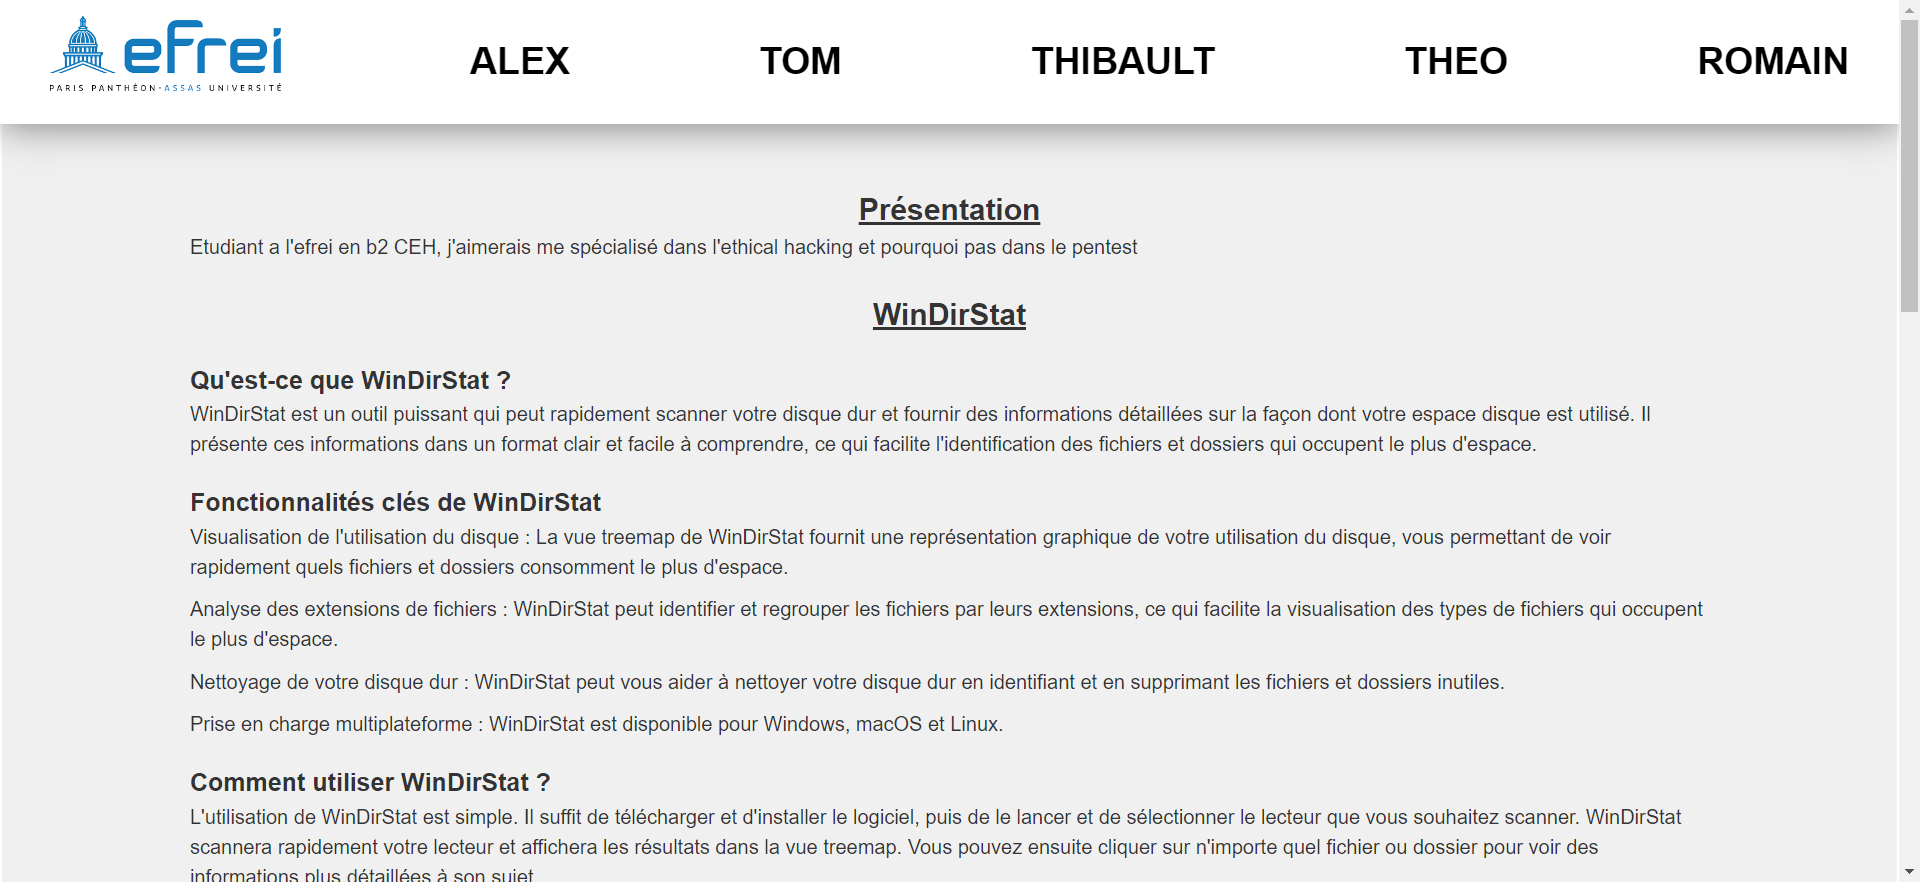 efrei
PARIS PANTHÉON-ASSAS UNIVERSITÉ
ALEX TOM THIBAULT THEO ROMAIN
Présentation
Etudiant a l'efrei en b2 CEH, j'aimerais me spécialisé dans l'ethical hacking et pourquoi pas dans le pentest
WinDirStat
Qu'est-ce que WinDirStat ?
WinDirStat est un outil puissant qui peut rapidement scanner votre disque dur et fournir des informations détaillées sur la façon dont votre espace disque est utilisé. Il
présente ces informations dans un format clair et facile à comprendre, ce qui facilite l'identification des fichiers et dossiers qui occupent le plus d'espace.
Fonctionnalités clés de WinDirStat
Visualisation de l'utilisation du disque : La vue treemap de WinDirStat fournit une représentation graphique de votre utilisation du disque, vous permettant de voir
rapidement quels fichiers et dossiers consomment le plus d'espace.
Analyse des extensions de fichiers : WinDirStat peut identifier et regrouper les fichiers par leurs extensions, ce qui facilite la visualisation des types de fichiers qui occupent
le plus d'espace.
Nettoyage de votre disque dur : WinDirStat peut vous aider à nettoyer votre disque dur en identifiant et en supprimant les fichiers et dossiers inutiles.
Prise en charge multiplateforme : WinDirStat est disponible pour Windows, macOS et Linux.
Comment utiliser WinDirStat ?
L'utilisation de WinDirStat est simple. Il suffit de télécharger et d'installer le logiciel, puis de le lancer et de sélectionner le lecteur que vous souhaitez scanner. WinDirStat
scannera rapidement votre lecteur et affichera les résultats dans la vue treemap. Vous pouvez ensuite cliquer sur n'importe quel fichier ou dossier pour voir des
informations plus détaillées à son sujet